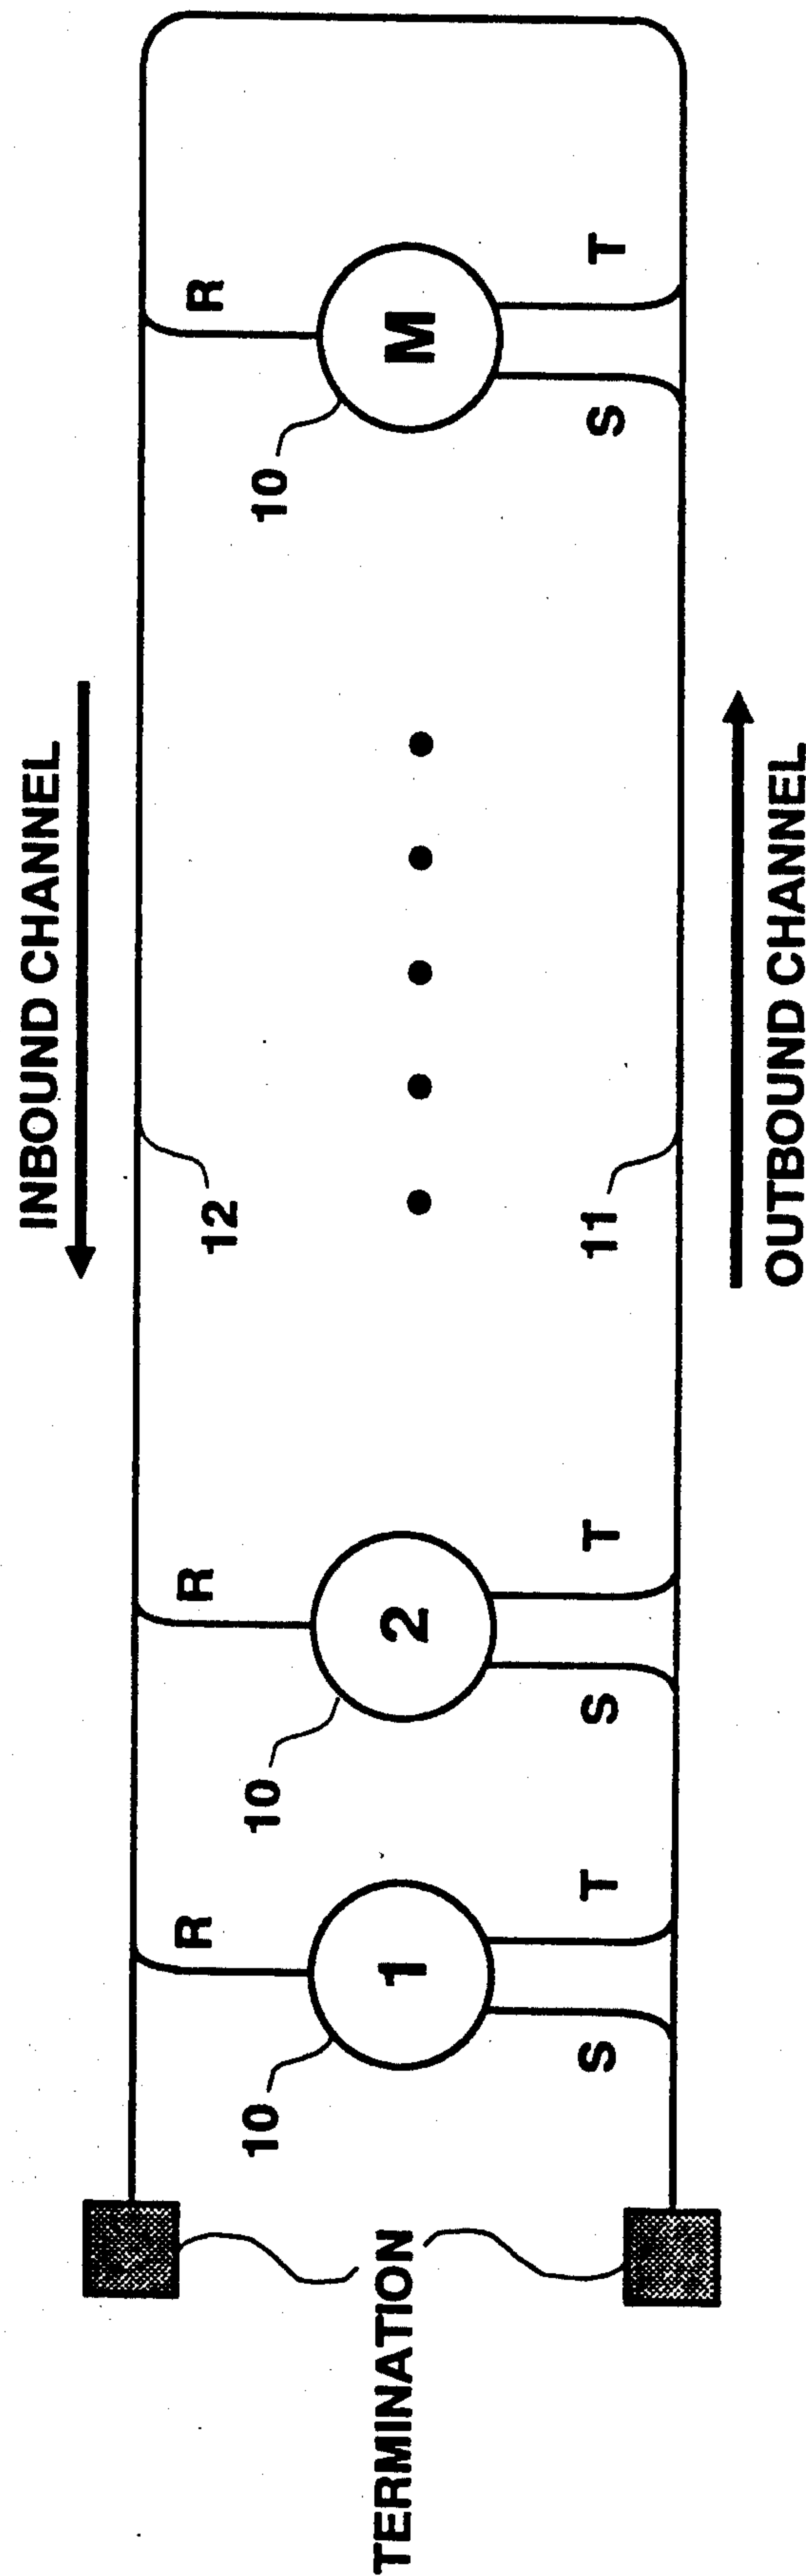 INBOUND CHANNEL
12
R
R
R
10
10
10
1
2
M
TERMINATION
S
T
S
T
S
T
11
OUTBOUND CHANNEL